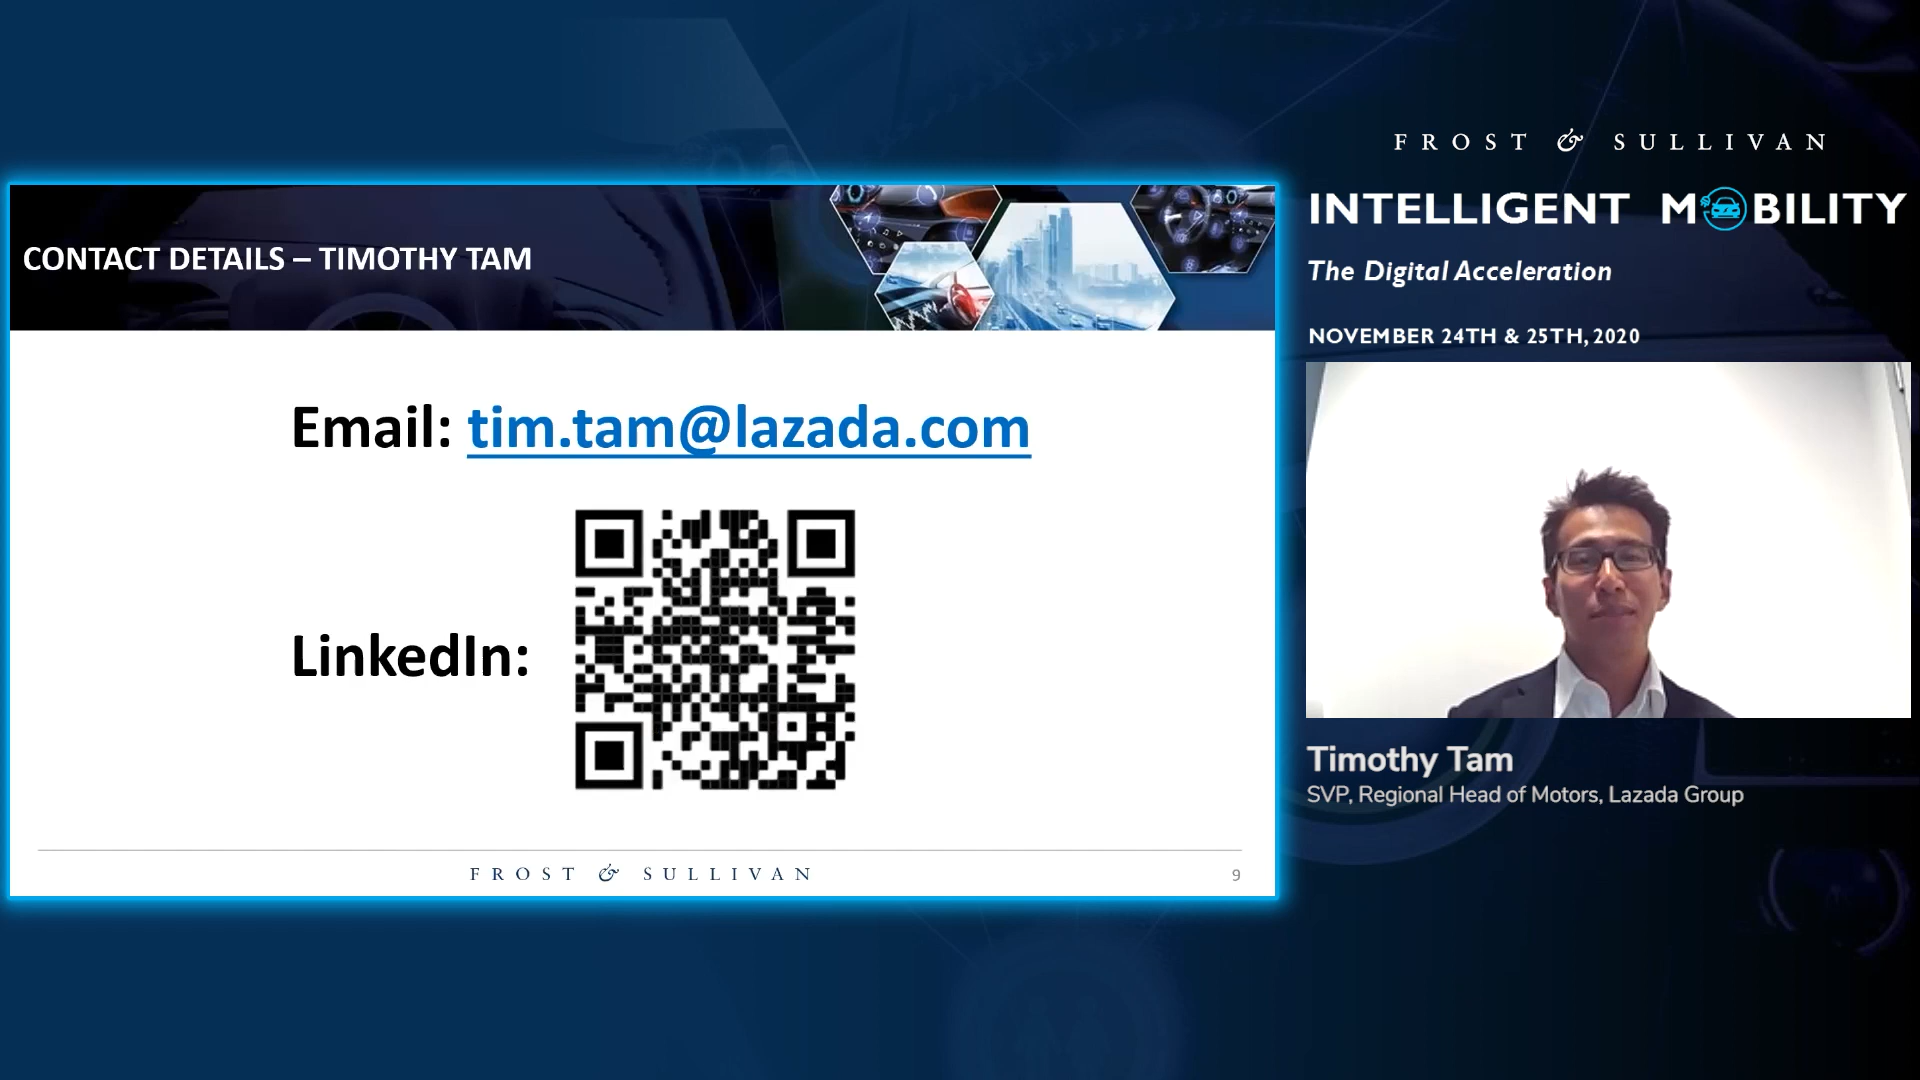 CONTACT DETAILS – TIMOTHY TAM
Email: tim.tam@lazada.com
LinkedIn:
FROST & SULLIVAN
9
FROST & SULLIVAN
INTELLIGENT MOBILITY
The Digital Acceleration
NOVEMBER 24TH & 25TH, 2020
Timothy Tam
SVP, Regional Head of Motors, Lazada Group